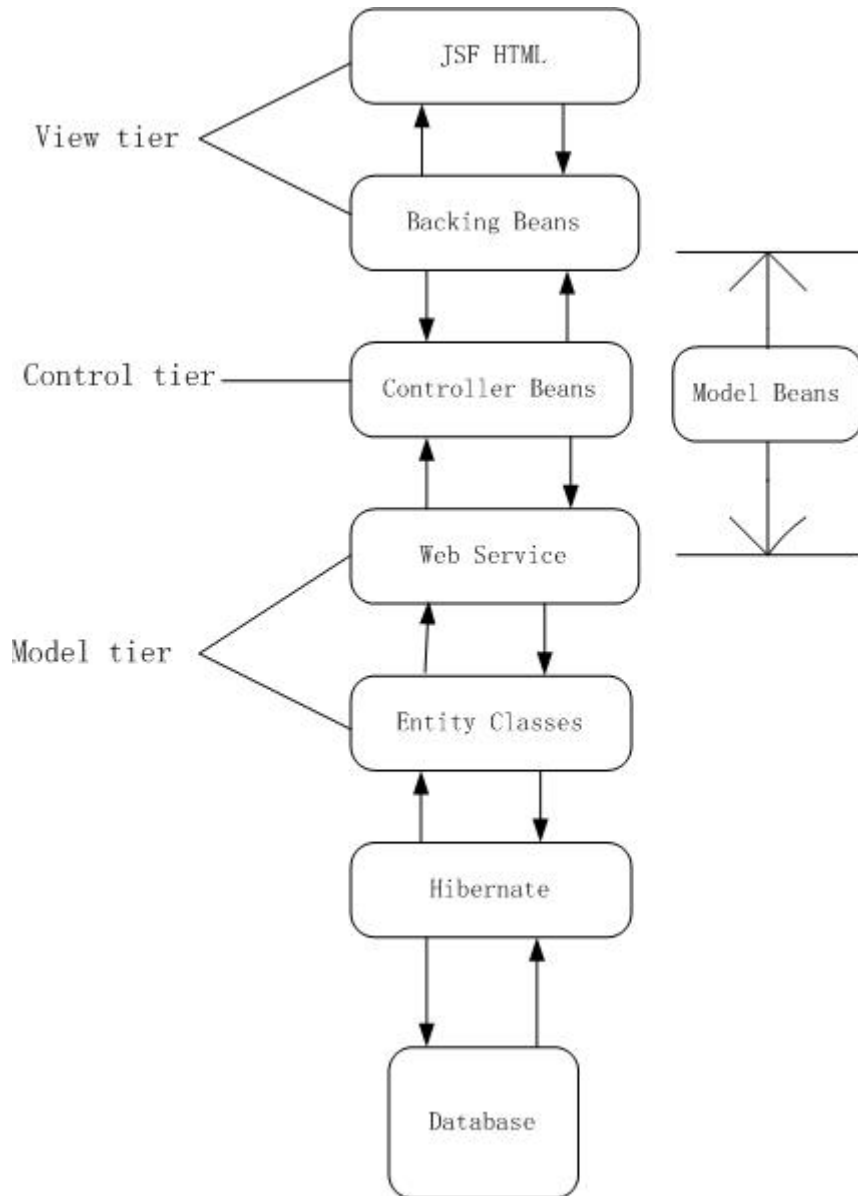 JSF HTML
View tier
Backing Beans
Control tier
Controller Beans
Model Beans
Web Service
Model tier
Entity Classes
Hibernate
Database